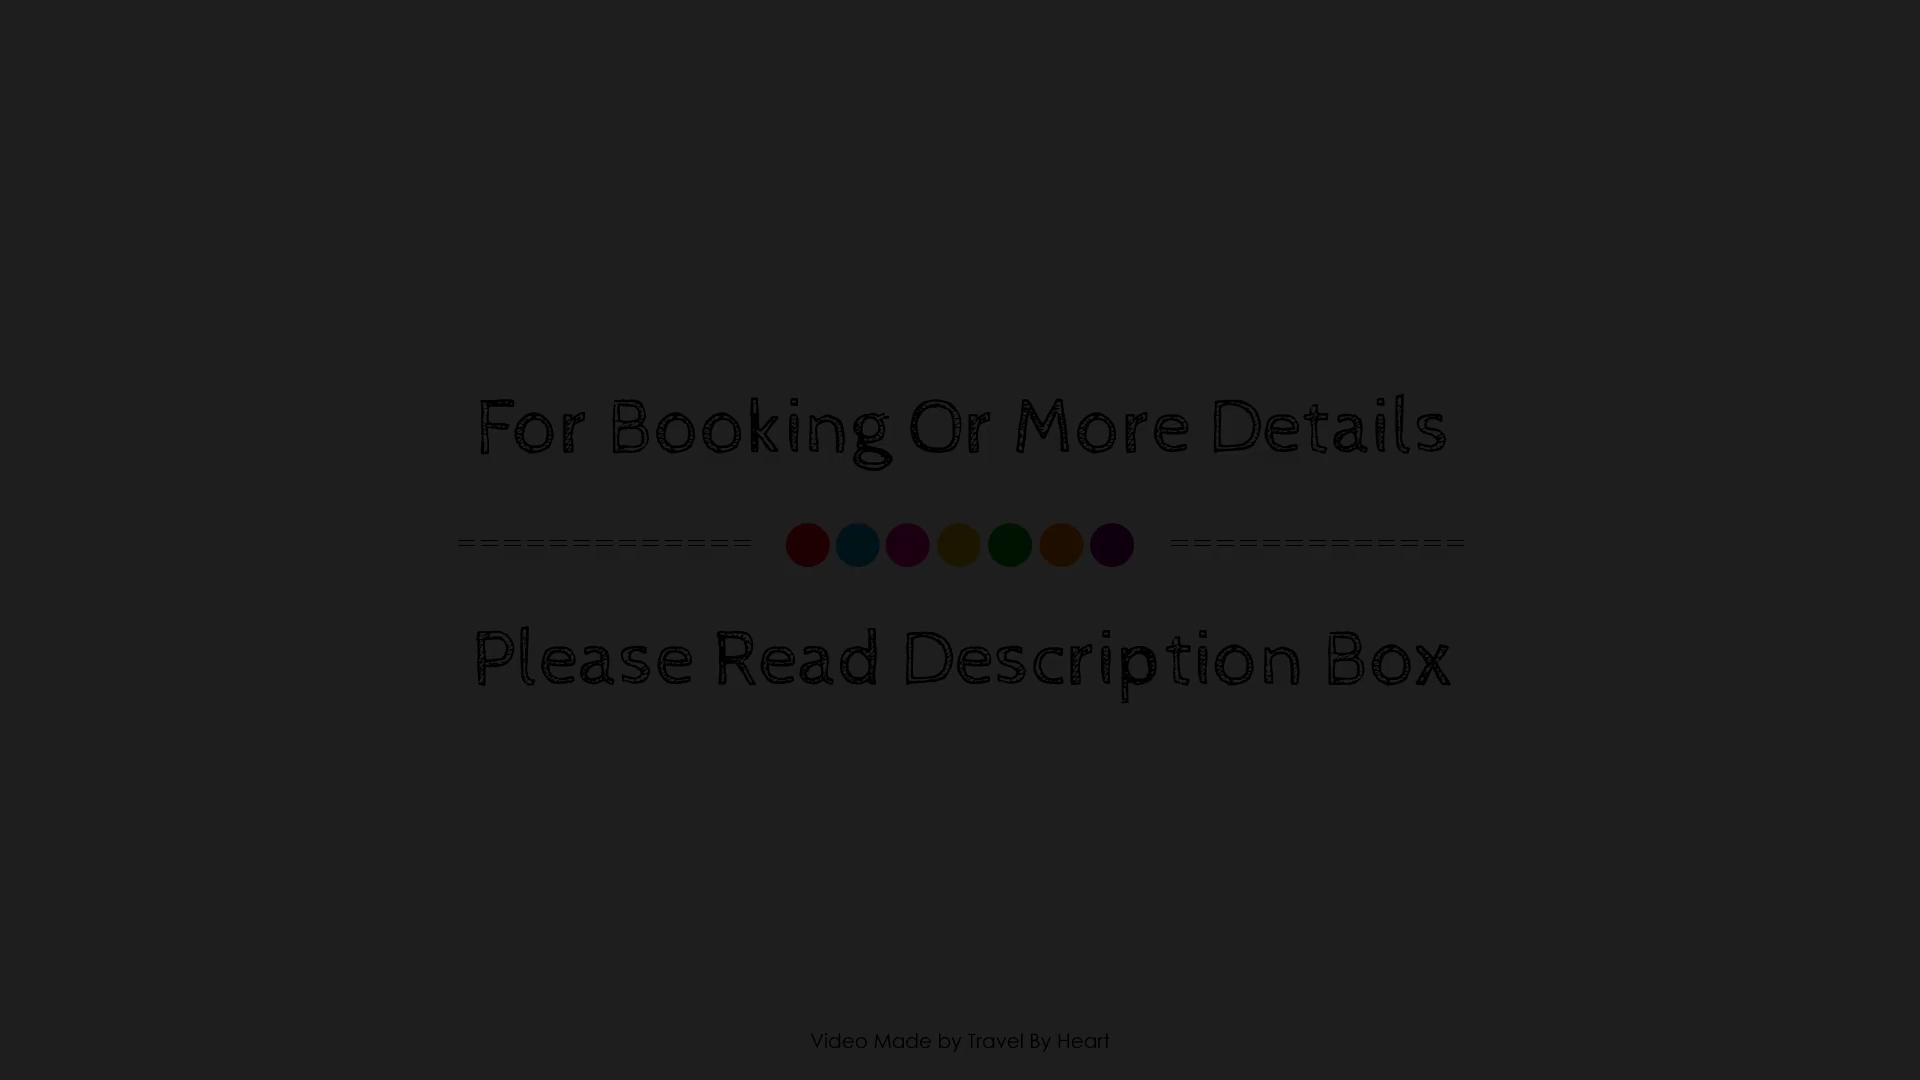 For Booking Or More Details
============= =============
Please Read Description Box
Video Made by Travel By Heart